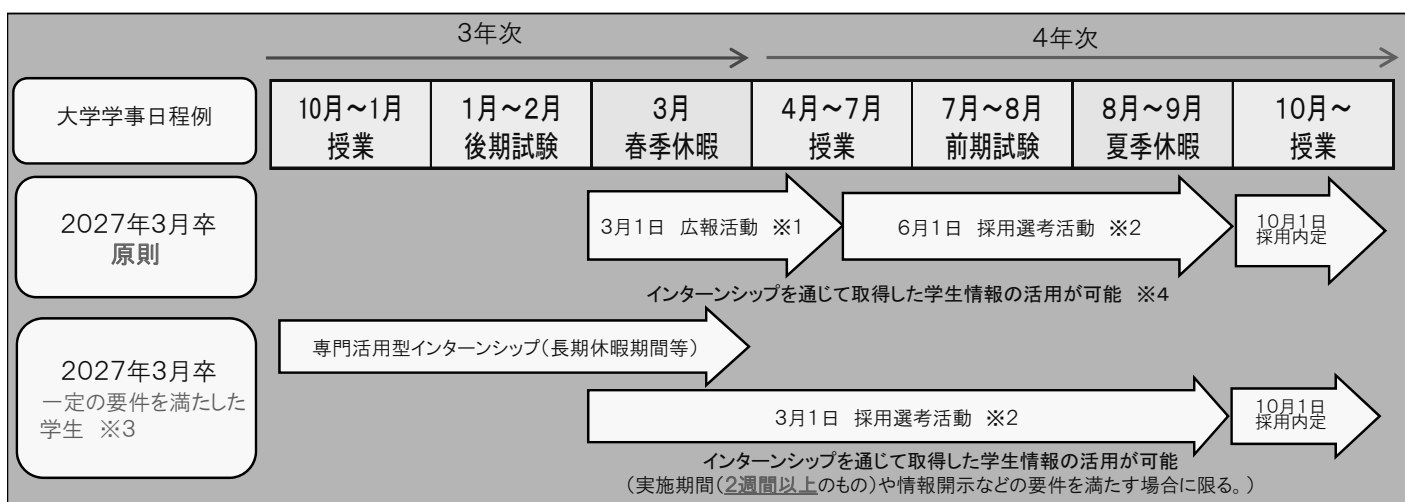 3年次
4年次
大学学事日程例
10月～1月
授業
1月～2月
後期試験
3月
春季休暇
4月～7月
授業
7月～8月
前期試験
8月～9月
夏季休暇
10月～
授業
2027年3月卒
原則
3月1日 広報活動 ※1
6月1日 採用選考活動 ※2
10月1日
採用内定
インターンシップを通じて取得した学生情報の活用が可能 ※4
2027年3月卒
一定の要件を満たした
学生 ※3
専門活用型インターンシップ(長期休暇期間等)
3月1日 採用選考活動 ※2
10月1日
採用内定
インターンシップを通じて取得した学生情報の活用が可能
(実施期間(2週間以上のもの)や情報開示などの要件を満たす場合に限る。)